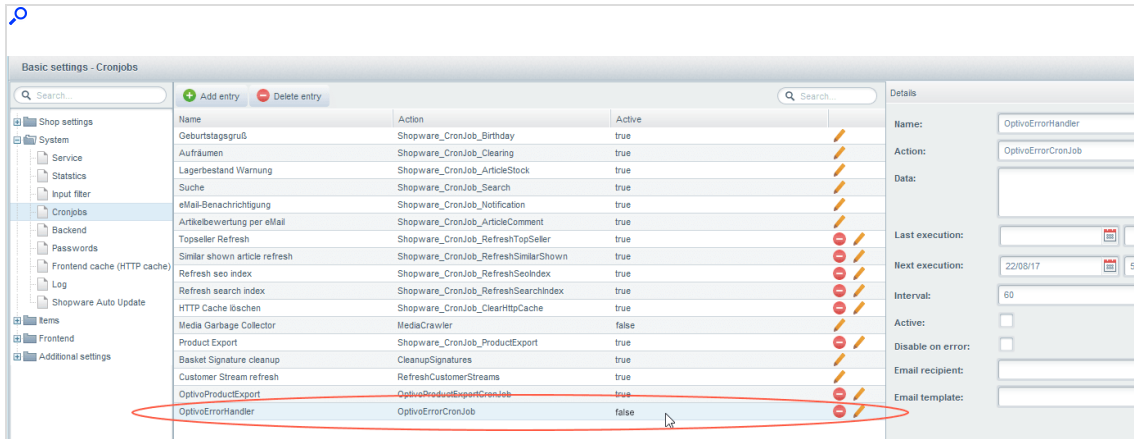 Basic settings - Cronjobs
Search...
Shop settings
System
Service
Statstics
Input filter
Cronjobs
Backend
Passwords
Frontend cache (HTTP cache)
Log
Shopware Auto Update
Items
Frontend
Additional settings
Add entry Delete entry Search...
Name Action Active
Geburtstagsgruß Shopware_CronJob_Birthday true
Aufräumen Shopware_CronJob_Clearing true
Lagerbestand Warnung Shopware_CronJob_ArticleStock true
Suche Shopware_CronJob_Search true
eMail-Benachrichtigung Shopware_CronJob_Notification true
Artikelbewertung per eMail Shopware_CronJob_ArticleComment true
Topseller Refresh Shopware_CronJob_RefreshTopSeller true
Similar shown article refresh Shopware_CronJob_RefreshSimilarShown true
Refresh seo index Shopware_CronJob_RefreshSeoIndex true
Refresh search index Shopware_CronJob_RefreshSearchIndex true
HTTP Cache löschen Shopware_CronJob_ClearHttpCache true
Media Garbage Collector MediaCrawler false
Product Export Shopware_CronJob_ProductExport true
Basket Signature cleanup CleanupSignatures true
Customer Stream refresh RefreshCustomerStreams true
OptivoProductExport OptivoProductExportCronJob true
OptivoErrorHandler OptivoErrorCronJob false
Details
Name: OptivoErrorHandler
Action: OptivoErrorCronJob
Data:
Last execution:
Next execution: 22/08/17 5
Interval: 60
Active:
Disable on error:
Email recipient:
Email template: